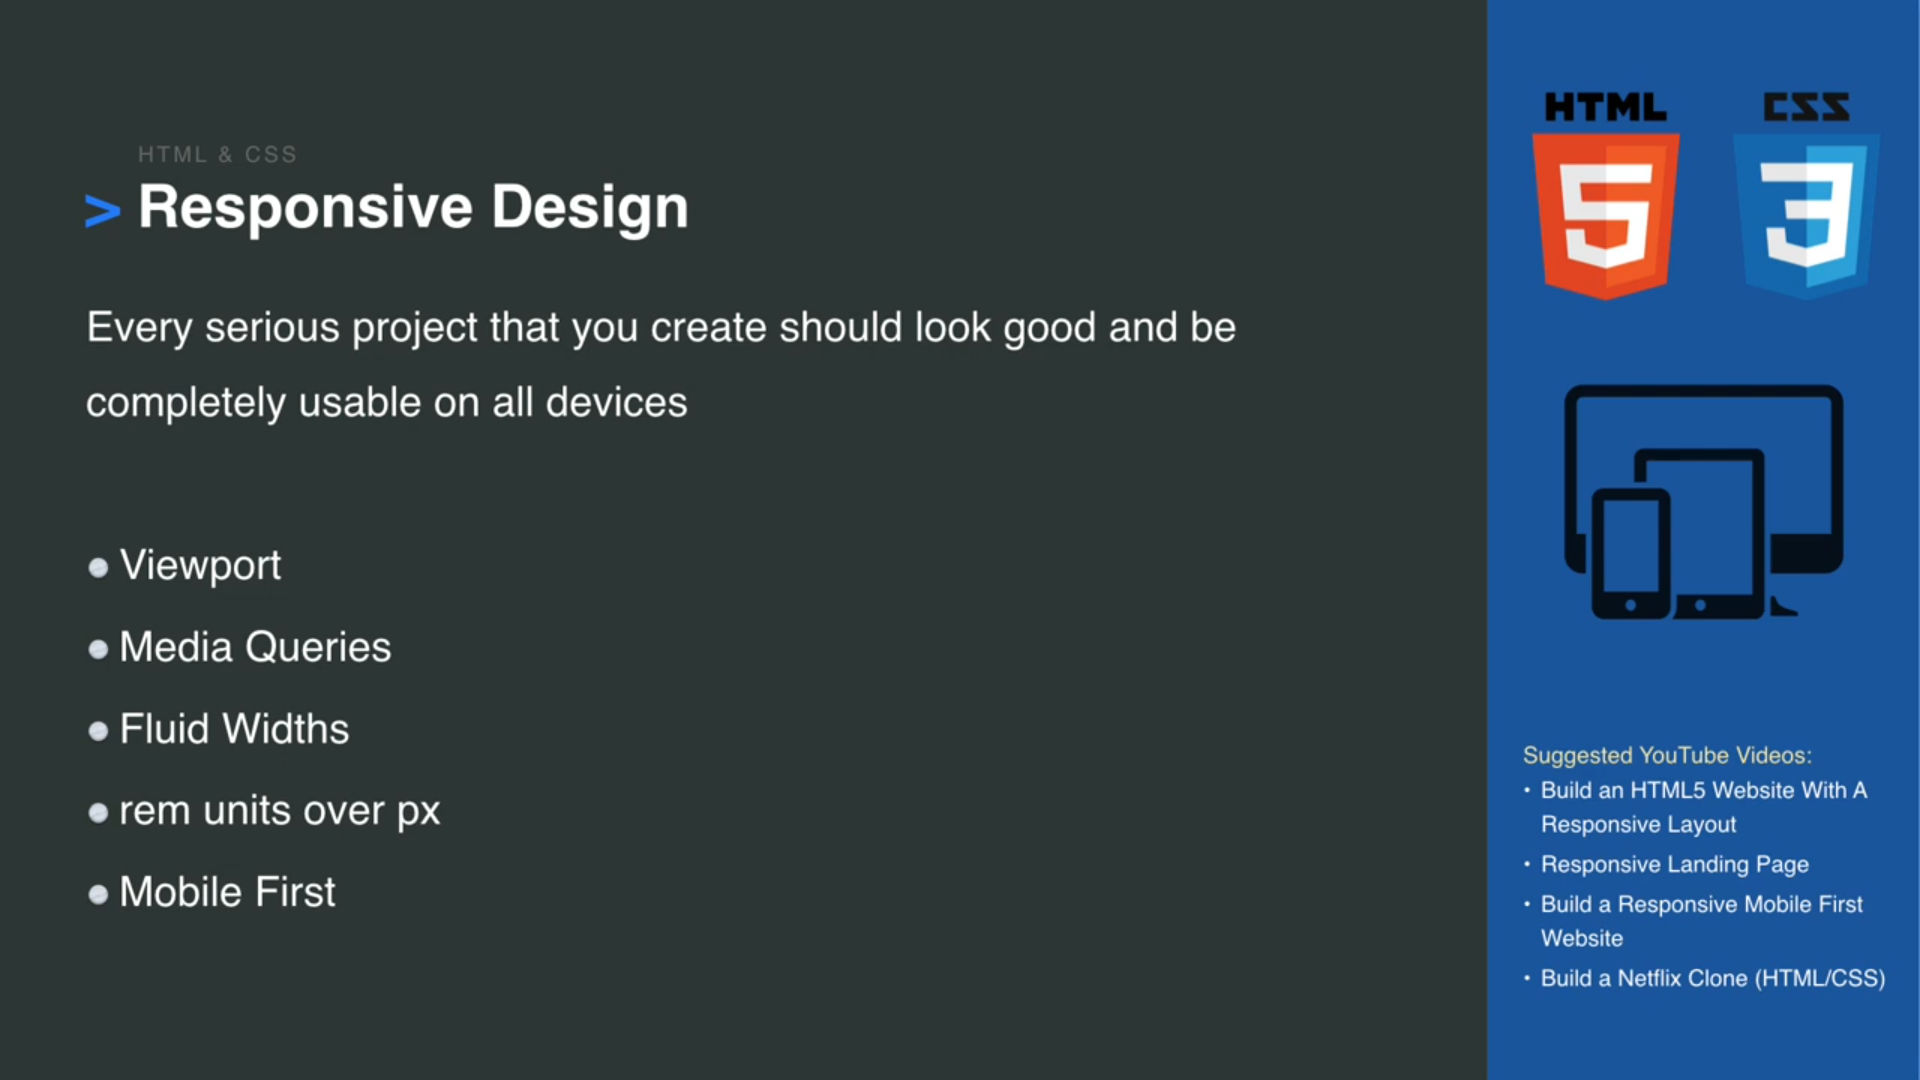 HTML & CSS
> Responsive Design
Every serious project that you create should look good and be
completely usable on all devices
• Viewport
• Media Queries
• Fluid Widths
• rem units over px
• Mobile First
HTML
5
CSS
3
Suggested YouTube Videos:
• Build an HTML5 Website With A
Responsive Layout
• Responsive Landing Page
• Build a Responsive Mobile First
Website
• Build a Netflix Clone (HTML/CSS)